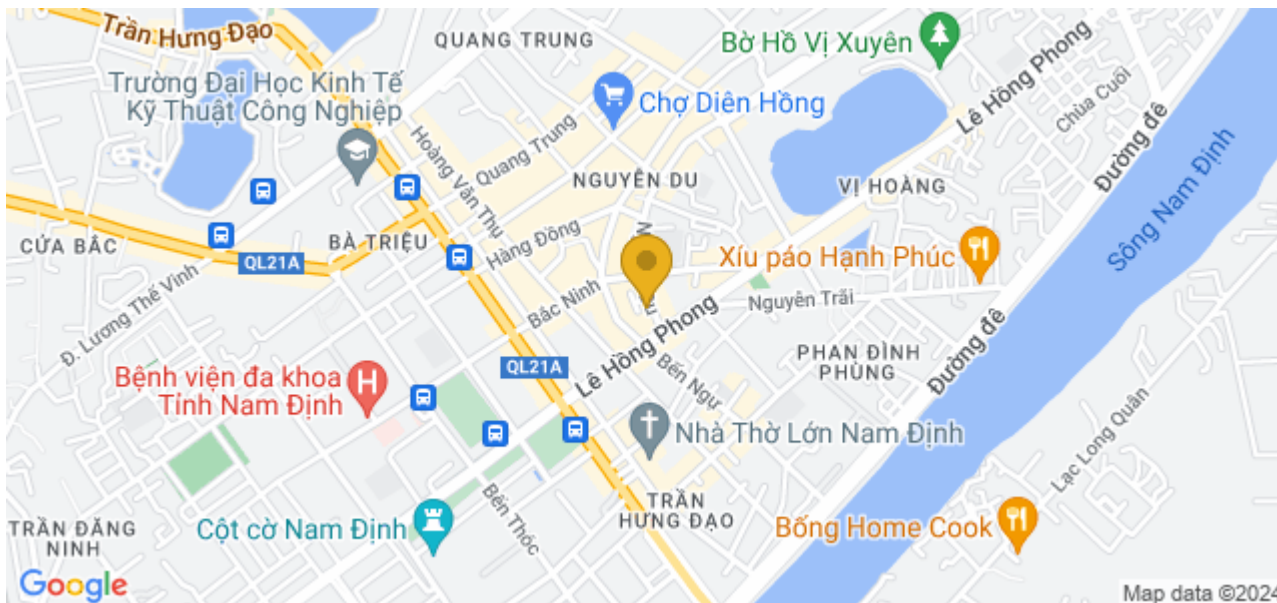 Trần Hưng Đạo
QUANG TRUNG
Bờ Hồ Vị Xuyên
Lê Hồng Phong
Trường Đại Học Kinh Tế
Kỹ Thuật Công Nghiệp
Chợ Diên Hồng
Chùa Cuối
Hoàng Văn Thụ
Quang Trung
Đường đê
NGUYỄN DU
VỊ HOÀNG
Sông Nam Định
CỬA BẮC
BÀ TRIỆU
Hàng Đồng
QL21A
Xíu páo Hạnh Phúc
Đ. Lương Thế Vinh
Bắc Ninh
Nguyễn Trãi
Lê Hồng Phong
QL21A
PHAN ĐÌNH
PHÙNG
Đường đê
Bệnh viện đa khoa
Tỉnh Nam Định
H
Bến Ngự
Nhà Thờ Lớn Nam Định
Lạc Long Quân
Bến Thóc
TRẦN
HƯNG ĐẠO
Cột cờ Nam Định
Bống Home Cook
TRẦN ĐĂNG
NINH
Google
Map data ©2024